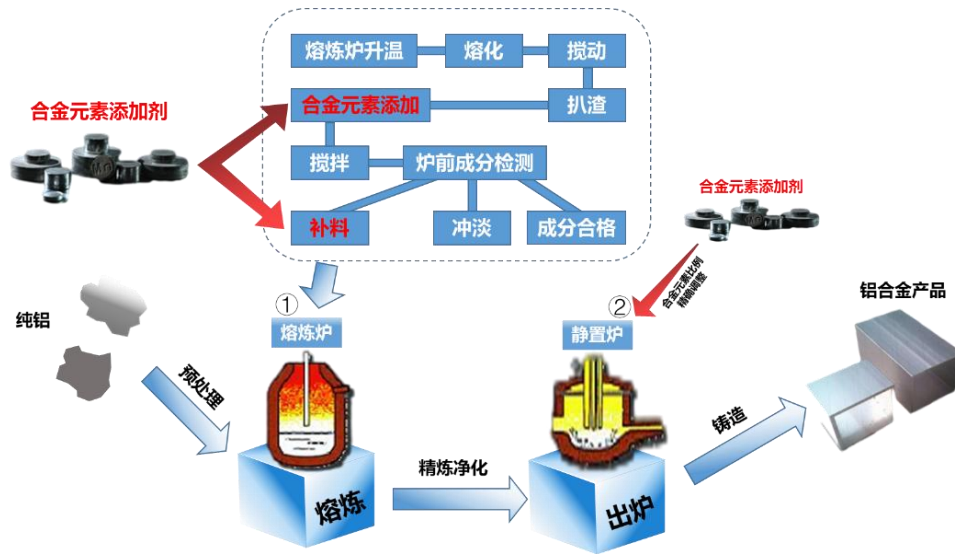 熔炼炉升温
熔化
搅动
合金元素添加剂
合金元素添加
扒渣
搅拌
炉前成分检测
补料
冲淡
成分合格
合金元素添加剂
合金元素比例
精确调整
①
②
纯铝
熔炼炉
静置炉
铝合金产品
预处理
铸造
精炼净化
熔炼
出炉